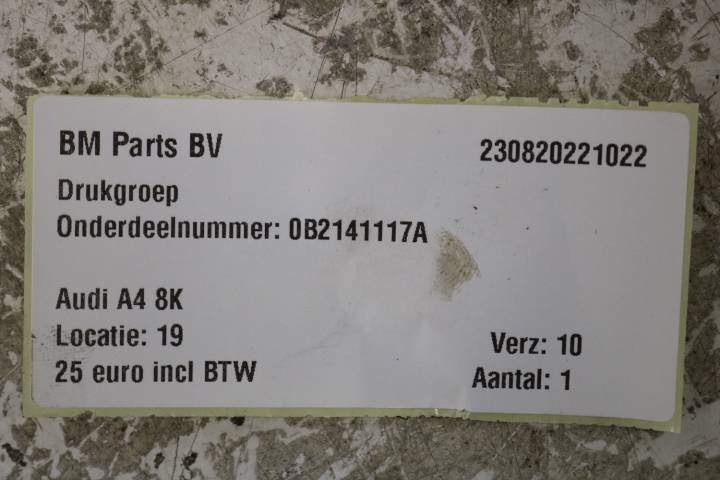 BM Parts BV 230820221022
Drukgroep
Onderdeelnummer: 0B2141117A
Audi A4 8K
Locatie: 19 Verz: 10
25 euro incl BTW Aantal: 1